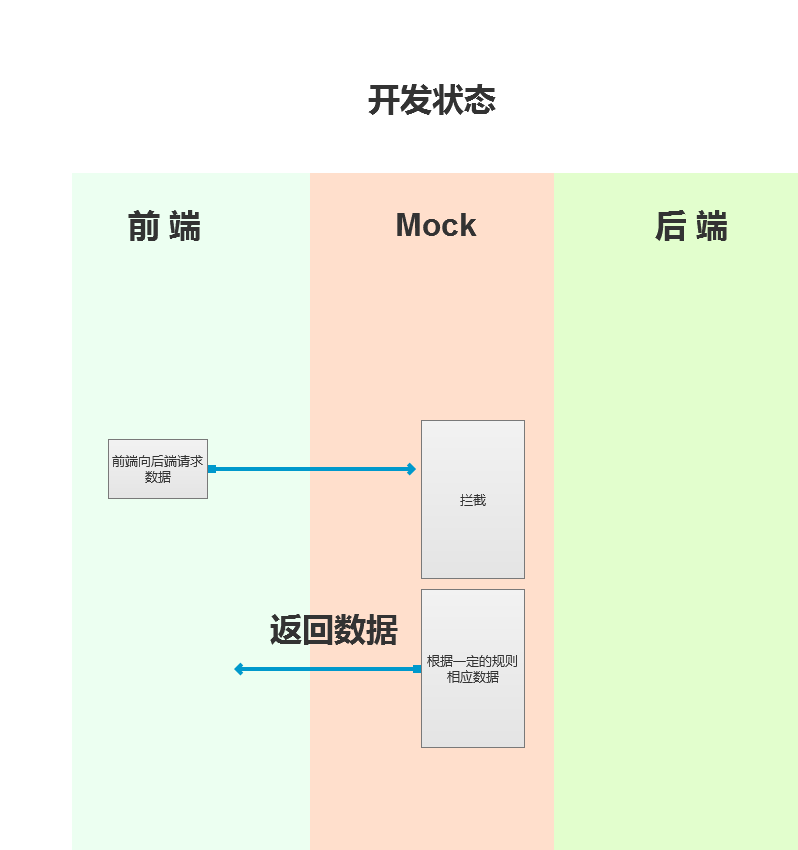 开发状态
前 端
Mock
后 端
前端向后端请求
数据
拦截
返回数据
根据一定的规则
相应数据